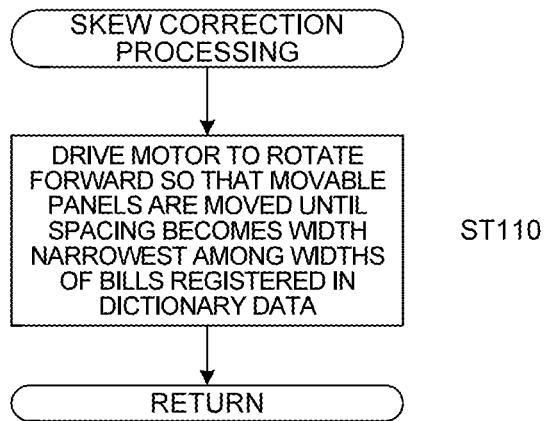 SKEW CORRECTION
PROCESSING
DRIVE MOTOR TO ROTATE
FORWARD SO THAT MOVABLE
PANELS ARE MOVED UNTIL
SPACING BECOMES WIDTH
NARROWEST AMONG WIDTHS
OF BILLS REGISTERED IN
DICTIONARY DATA
ST110
RETURN